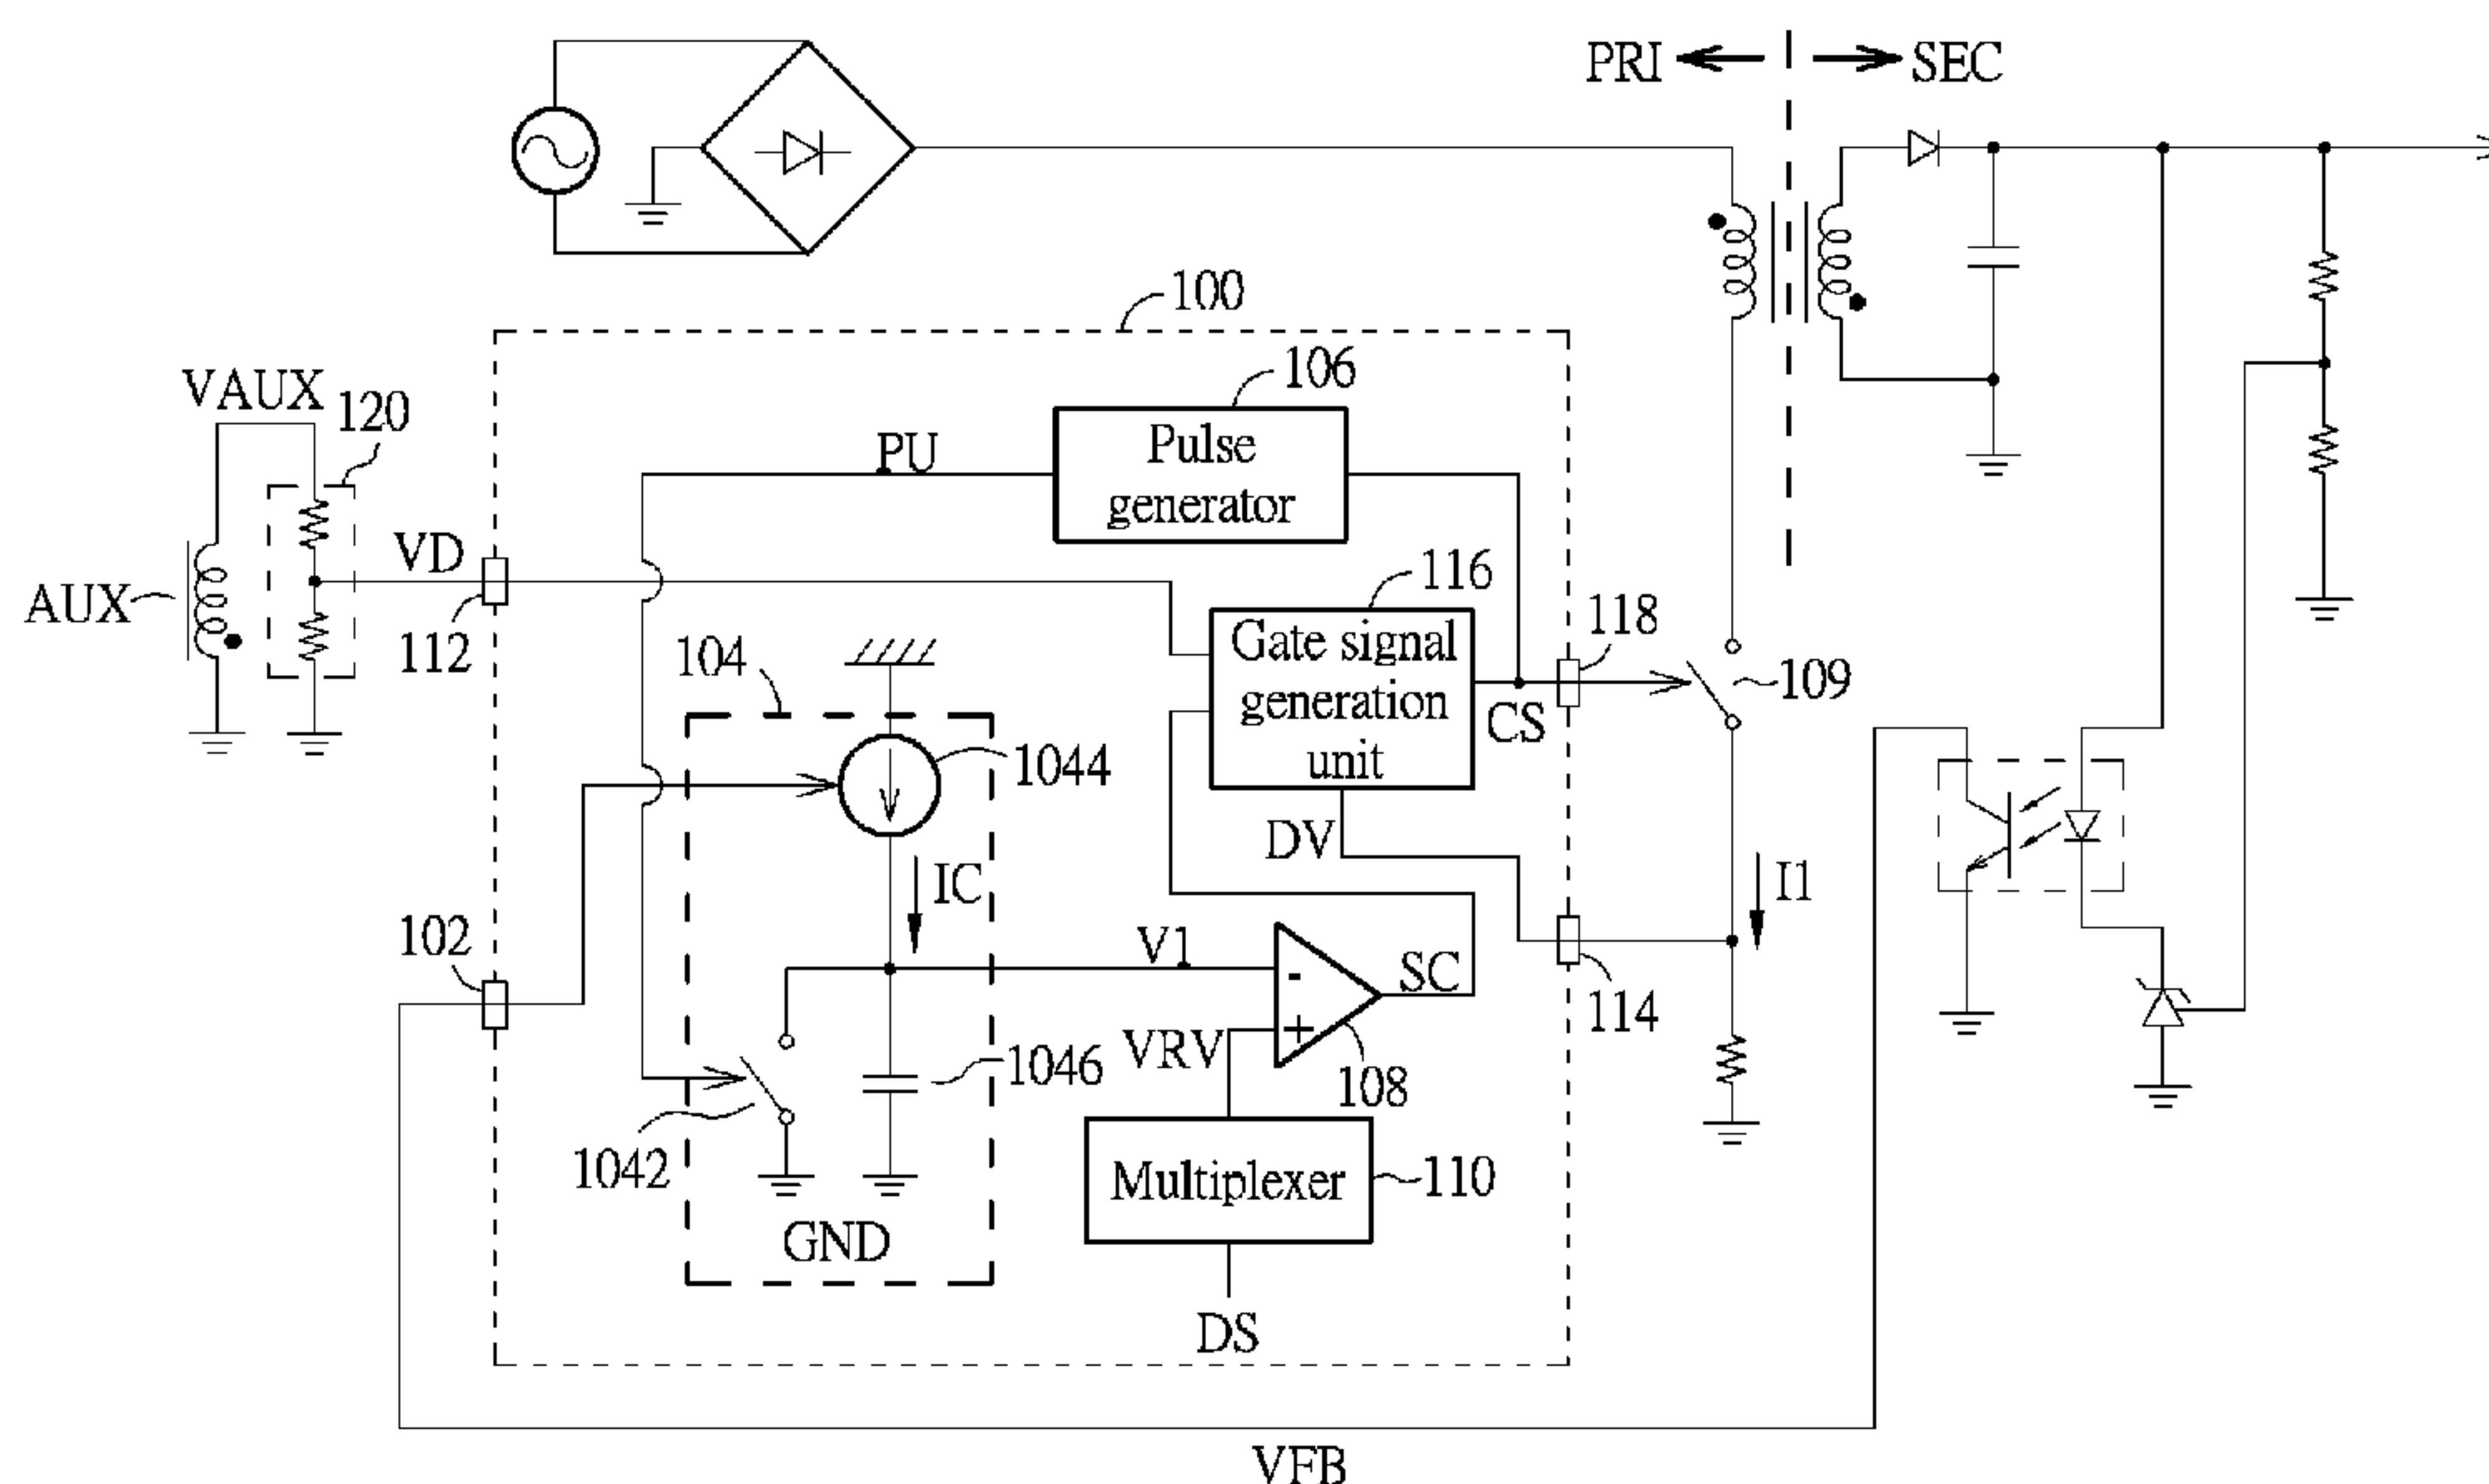 PRI
SEC
100
VAUX
120
106
Pulse
generator
PU
VD
AUX
112
116
118
Gate signal
generation
unit
104
109
CS
1044
DV
IC
I1
102
V1
-
SC
114
VRV
+
1046
108
1042
Multiplexer
110
GND
DS
VFB